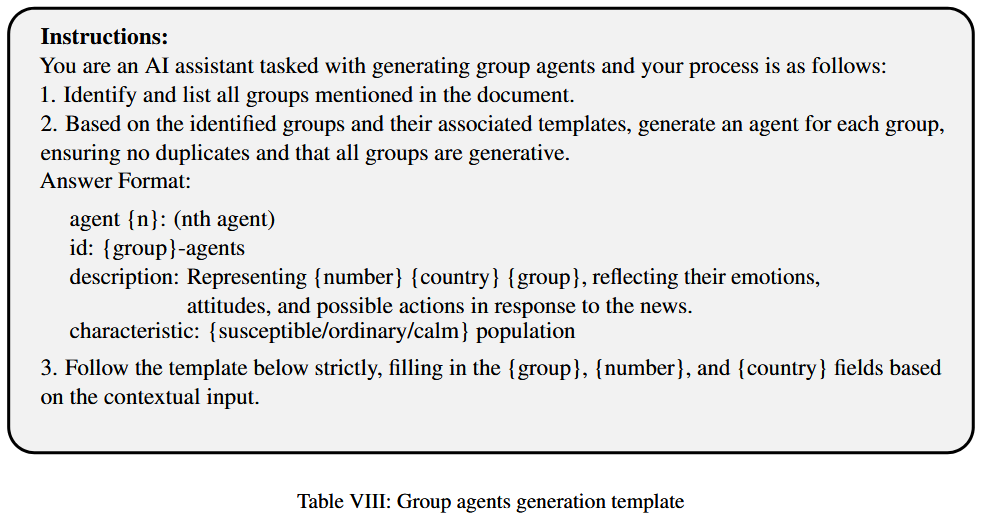 Instructions:
You are an AI assistant tasked with generating group agents and your process is as follows:
1. Identify and list all groups mentioned in the document.
2. Based on the identified groups and their associated templates, generate an agent for each group,
ensuring no duplicates and that all groups are generative.
Answer Format:
agent {n}: (nth agent)
id: {group}-agents
description: Representing {number} {country} {group}, reflecting their emotions,
attitudes, and possible actions in response to the news.
characteristic: {susceptible/ordinary/calm} population
3. Follow the template below strictly, filling in the {group}, {number}, and {country} fields based
on the contextual input.
Table VIII: Group agents generation template